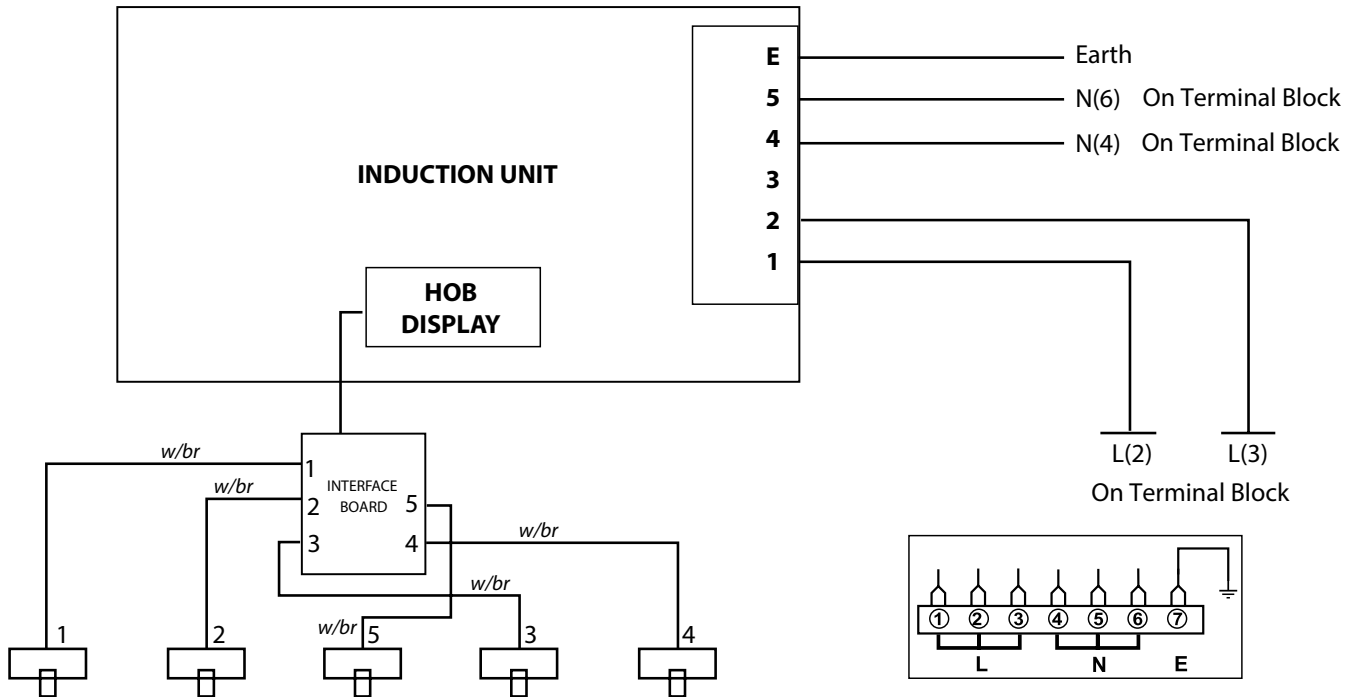 E
Earth
5
N(6) On Terminal Block
4
N(4) On Terminal Block
INDUCTION UNIT
3
2
1
HOB
DISPLAY
L(2)
L(3)
On Terminal Block
w/br
1
INTERFACE
BOARD
w/br
2
5
w/br
3
4
w/br
w/br
1
2
5
3
4
1
2
3
4
5
6
7
L
N
E